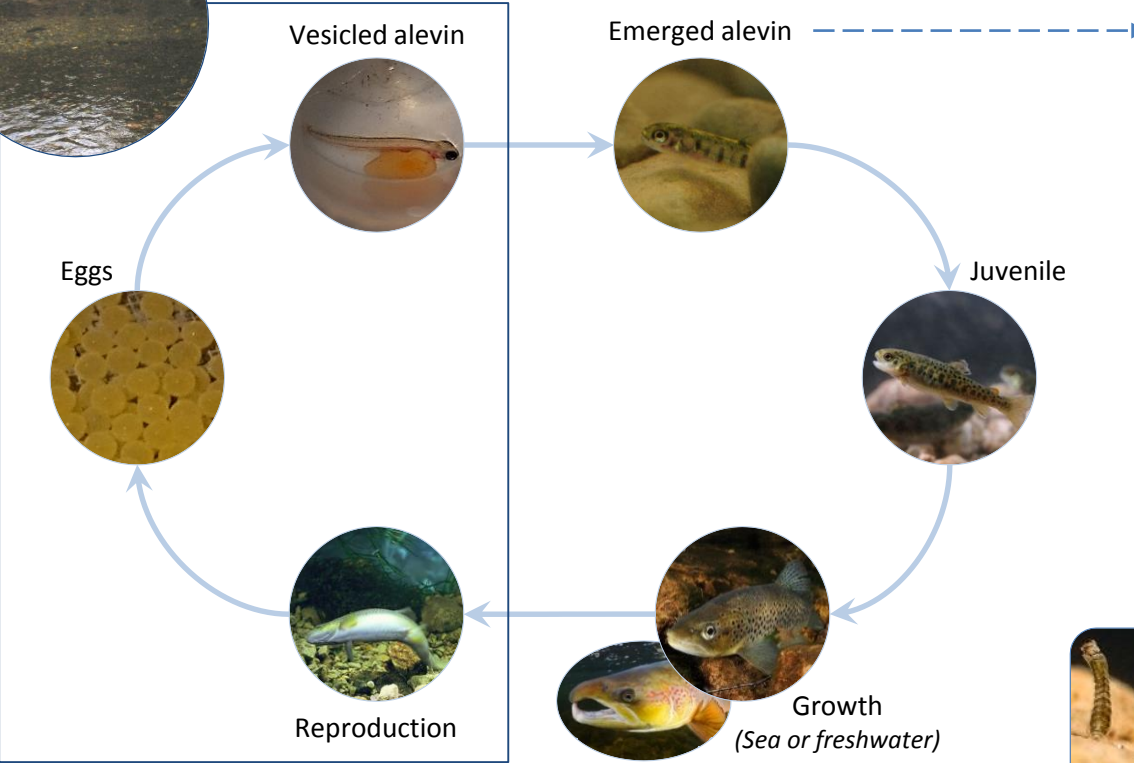 Vesicled alevin
Emerged alevin
Eggs
Juvenile
Reproduction
Growth
(Sea or freshwater)